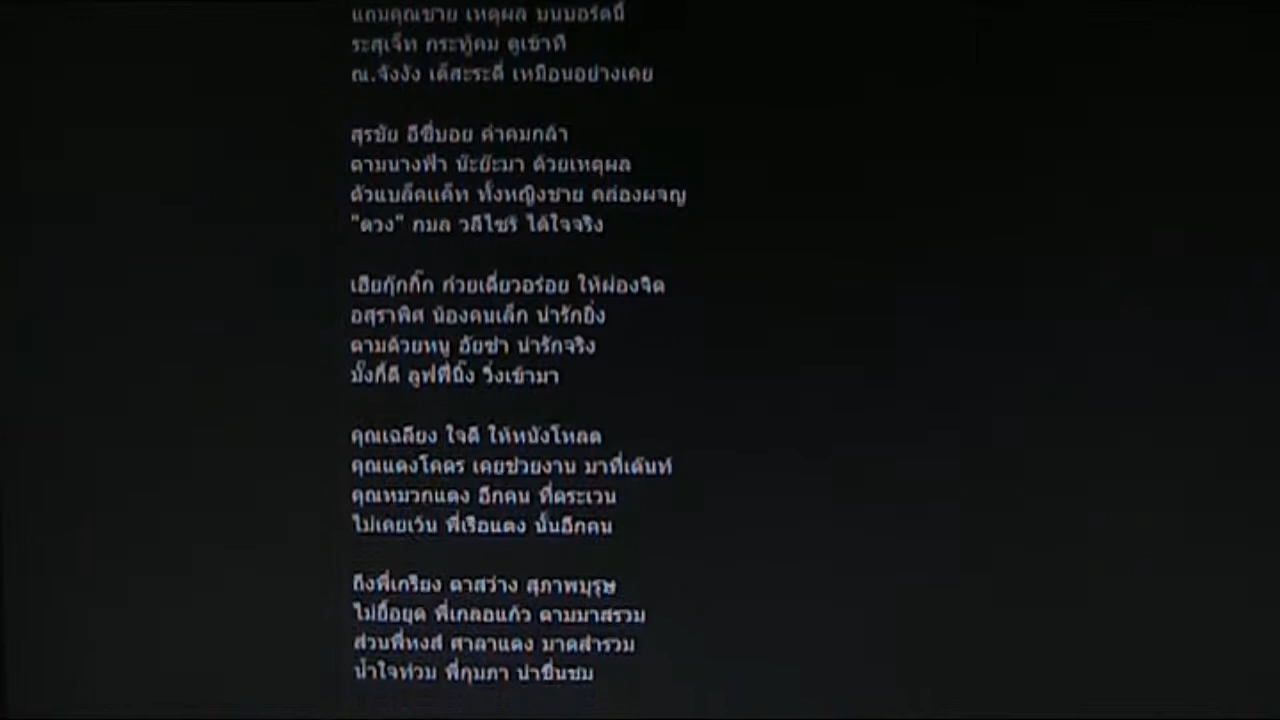 แถมคุณชาย เหตุผล บนบอร์ดนี้
ระสุเจ็ท กระทู้คม ดูเข้าที
ณ.จังงัง เด็สะระตี่ เหมือนอย่างเคย
สุรชัย อีซี่บอย ค่าคมกล้า
ตามนางฟ้า น๊ะย๊ะมา ด้วยเหตุผล
ตัวแบล็คแค็ท ทั้งหญิงชาย คล่องผจญ
"ดวง" กมล วลีไชริ ได้ใจจริง
เฮียกุ๊กกิ๊ก ก๋วยเตี่ยวอร่อย ให้ผ่องจิต
อสุราพิศ น้องคนเล็ก น่ารักยิ่ง
ตามด้วยหนู อัยซ่า น่ารักจริง
มั๊งกี้ดี ลูฟฟี่นิ๊ง วิ่งเข้ามา
คุณเฉลียง ใจดี ให้หนังโหลด
คุณแดงโคตร เคยช่วยงาน มาที่เต๊นท์
คุณหมวกแดง อีกคน ที่ตระเวน
ไม่เคยเว้น พี่เรือแดง นั้นอีกคน
ถึงพี่เกรียง ตาสว่าง สุภาพบุรุษ
ไม่ยื้อยุด พี่เกลอแก้ว ตามมาสรวม
ส่วนพี่หงส์ ศาลาแดง มาดสำรวม
น้ำใจท่วม พี่กุมภา น่าชื่นชม